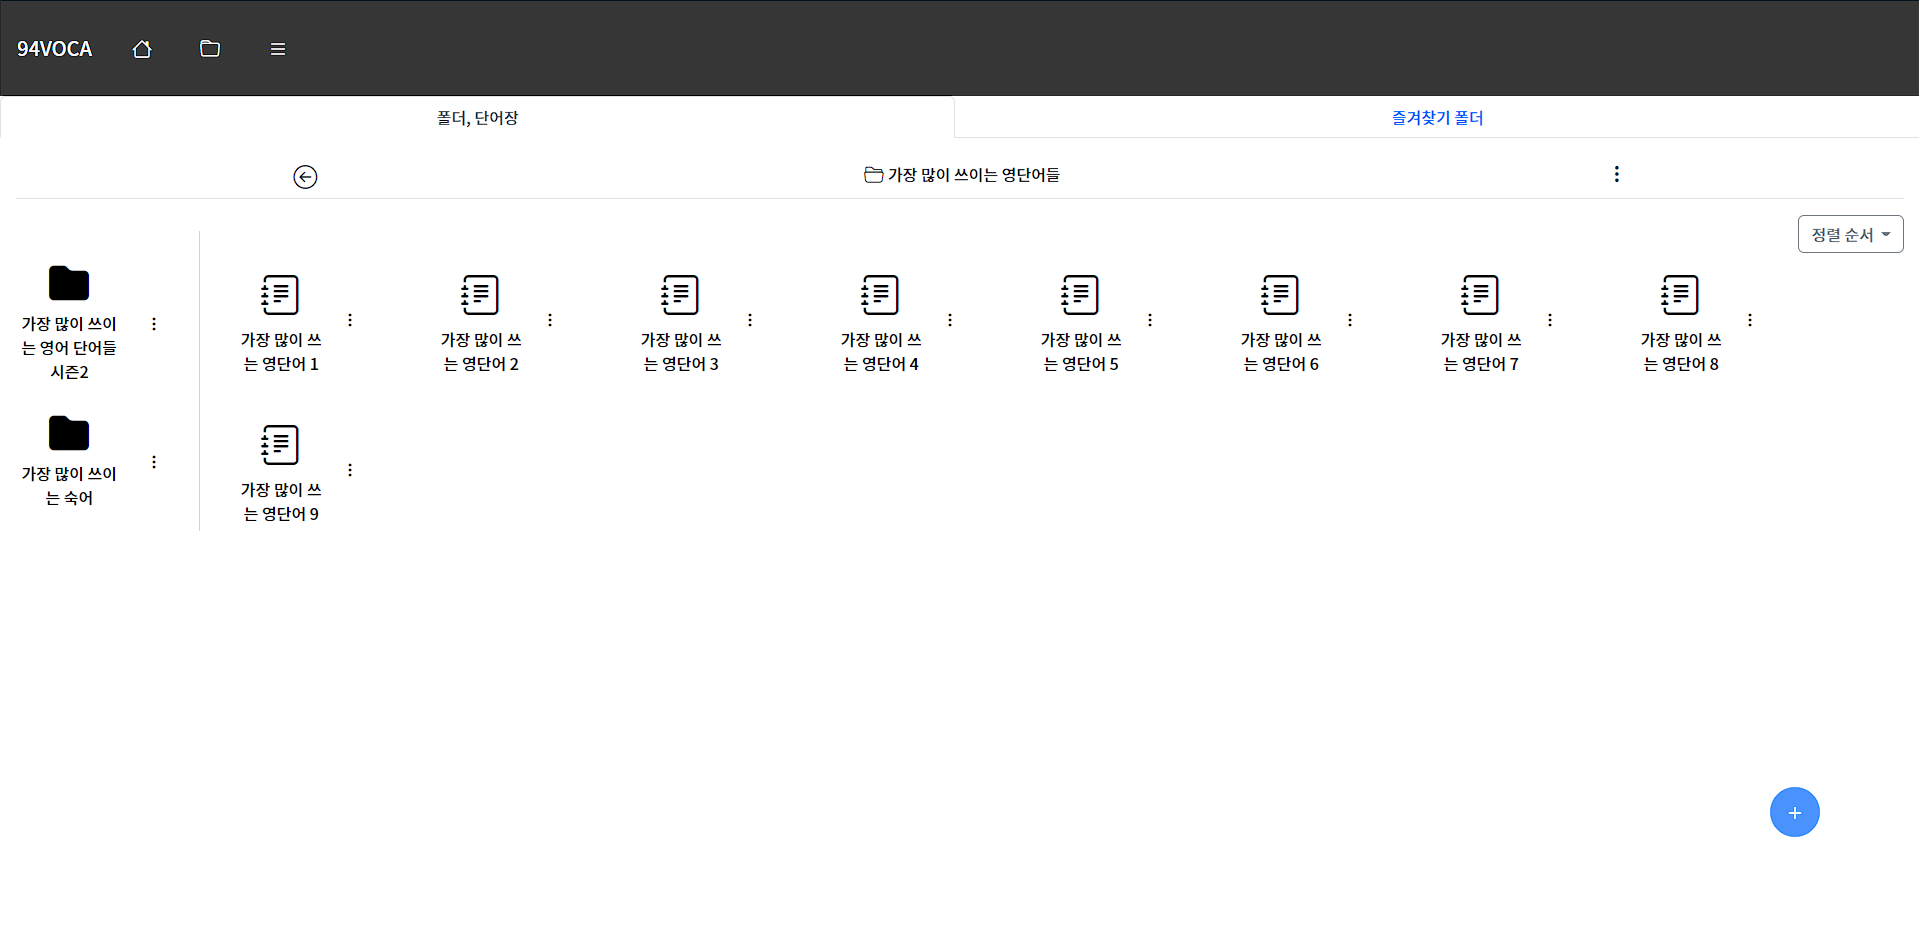 94VOCA
폴더, 단어장
즐겨찾기 폴더
가장 많이 쓰이는 영단어들
정렬 순서
가장 많이 쓰이
는 영어 단어들
시즌2
가장 많이 쓰이
는 숙어
가장 많이 쓰
는 영단어 1
가장 많이 쓰
는 영단어 2
가장 많이 쓰
는 영단어 3
가장 많이 쓰
는 영단어 4
가장 많이 쓰
는 영단어 5
가장 많이 쓰
는 영단어 6
가장 많이 쓰
는 영단어 7
가장 많이 쓰
는 영단어 8
가장 많이 쓰
는 영단어 9